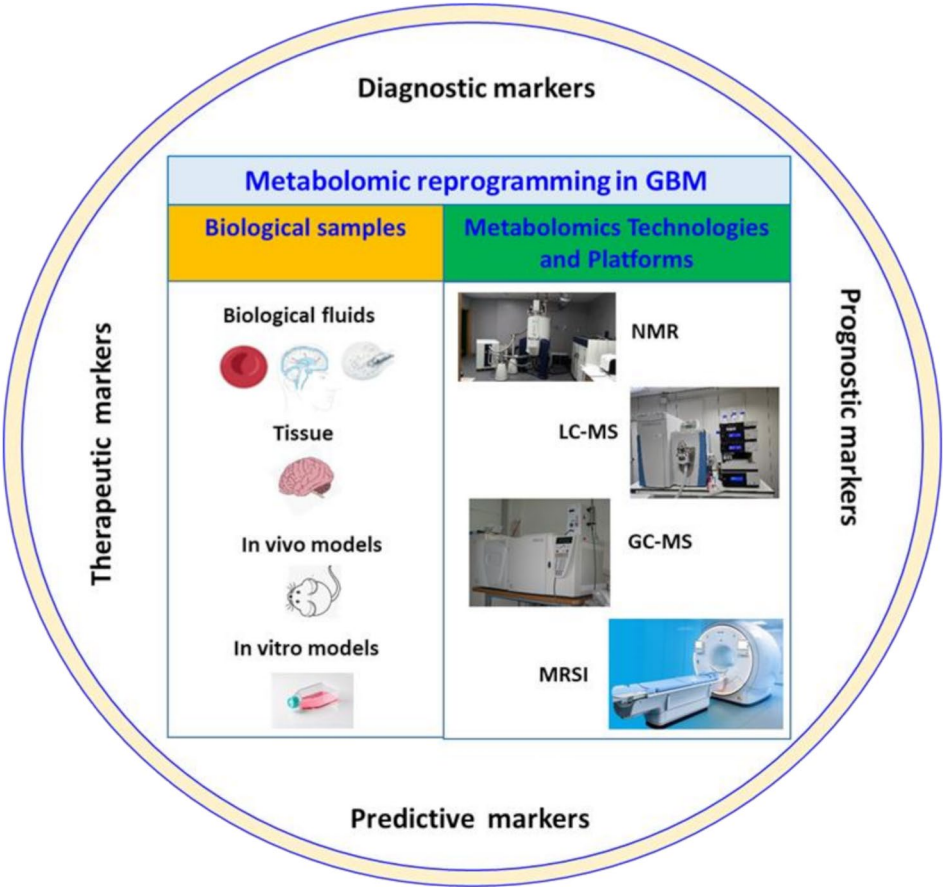 Diagnostic markers
Metabolomic reprogramming in GBM
Biological samples
Metabolomics Technologies
and Platforms
Biological fluids
Tissue
In vivo models
In vitro models
NMR
LC-MS
GC-MS
MRSI
Therapeutic markers
Prognostic markers
Predictive markers